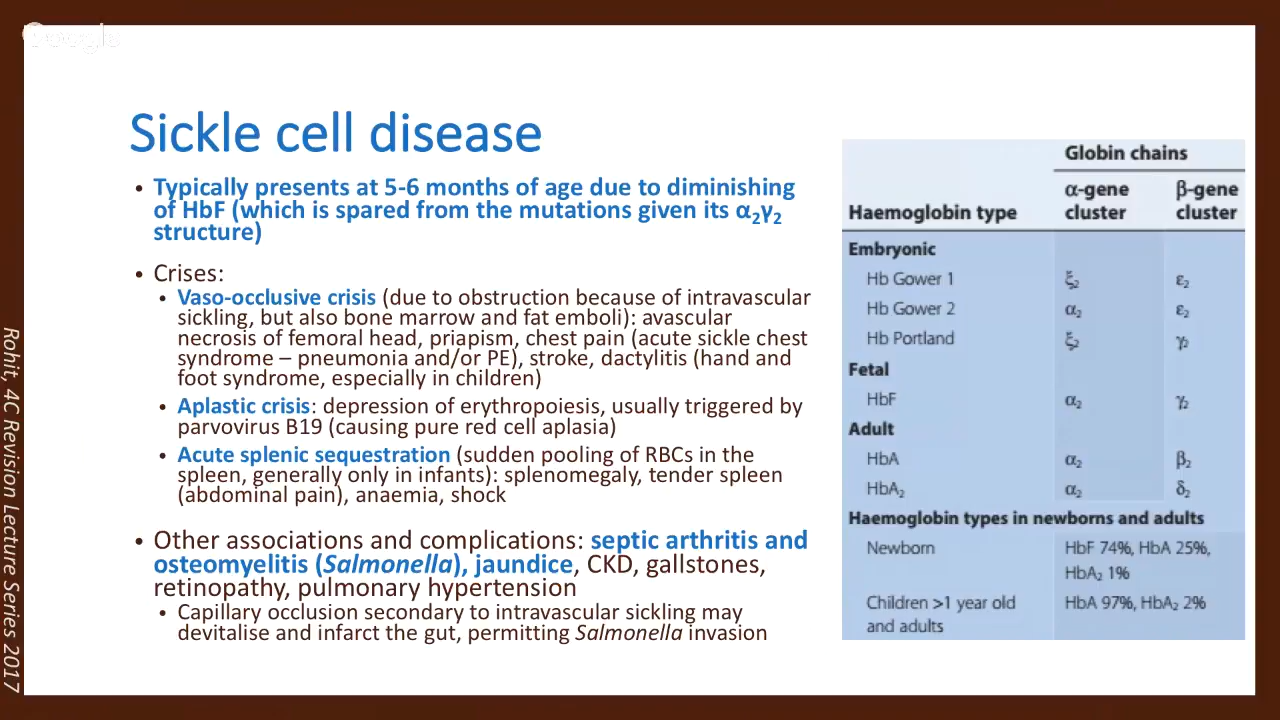 Google
Sickle cell disease
• Typically presents at 5-6 months of age due to diminishing
of HbF (which is spared from the mutations given its α₂γ₂
structure)
• Crises:
• Vaso-occlusive crisis (due to obstruction because of intravascular
sickling, but also bone marrow and fat emboli): avascular
necrosis of femoral head, priapism, chest pain (acute sickle chest
syndrome – pneumonia and/or PE), stroke, dactylitis (hand and
foot syndrome, especially in children)
• Aplastic crisis: depression of erythropoiesis, usually triggered by
parvovirus B19 (causing pure red cell aplasia)
• Acute splenic sequestration (sudden pooling of RBCs in the
spleen, generally only in infants): splenomegaly, tender spleen
(abdominal pain), anaemia, shock
• Other associations and complications: septic arthritis and
osteomyelitis (Salmonella), jaundice, CKD, gallstones,
retinopathy, pulmonary hypertension
• Capillary occlusion secondary to intravascular sickling may
devitalise and infarct the gut, permitting Salmonella invasion
Globin chains
Haemoglobin type α-gene cluster β-gene cluster
Embryonic
Hb Gower 1 ξ₂ ε₂
Hb Gower 2 α₂ ε₂
Hb Portland ξ₂ γ₂
Fetal
HbF α₂ γ₂
Adult
HbA α₂ β₂
HbA₂ α₂ δ₂
Haemoglobin types in newborns and adults
Newborn HbF 74%, HbA 25%,
HbA₂ 1%
Children >1 year old HbA 97%, HbA₂ 2%
and adults
Rohit, 4C Revision Lecture Series 2017